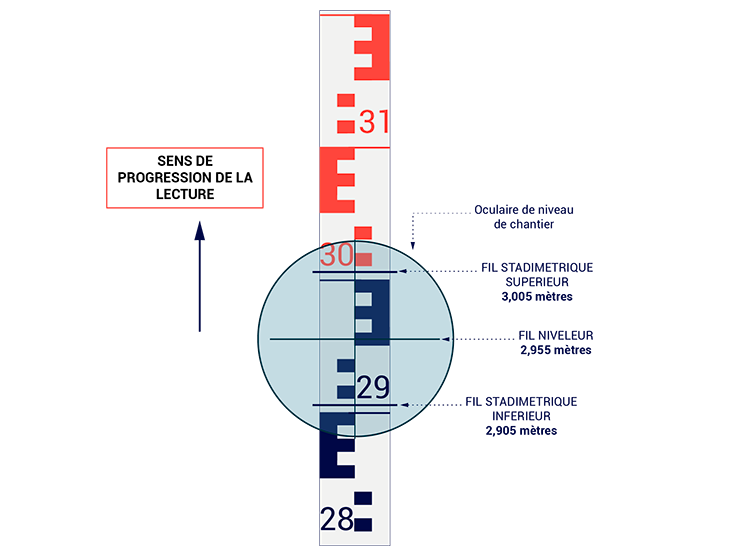 31
SENS DE
PROGRESSION DE LA
LECTURE
Oculaire de niveau
de chantier
30
FIL STADIMETRIQUE
SUPERIEUR
3,005 mètres
FIL NIVELEUR
2,955 mètres
29
FIL STADIMETRIQUE
INFERIEUR
2,905 mètres
28